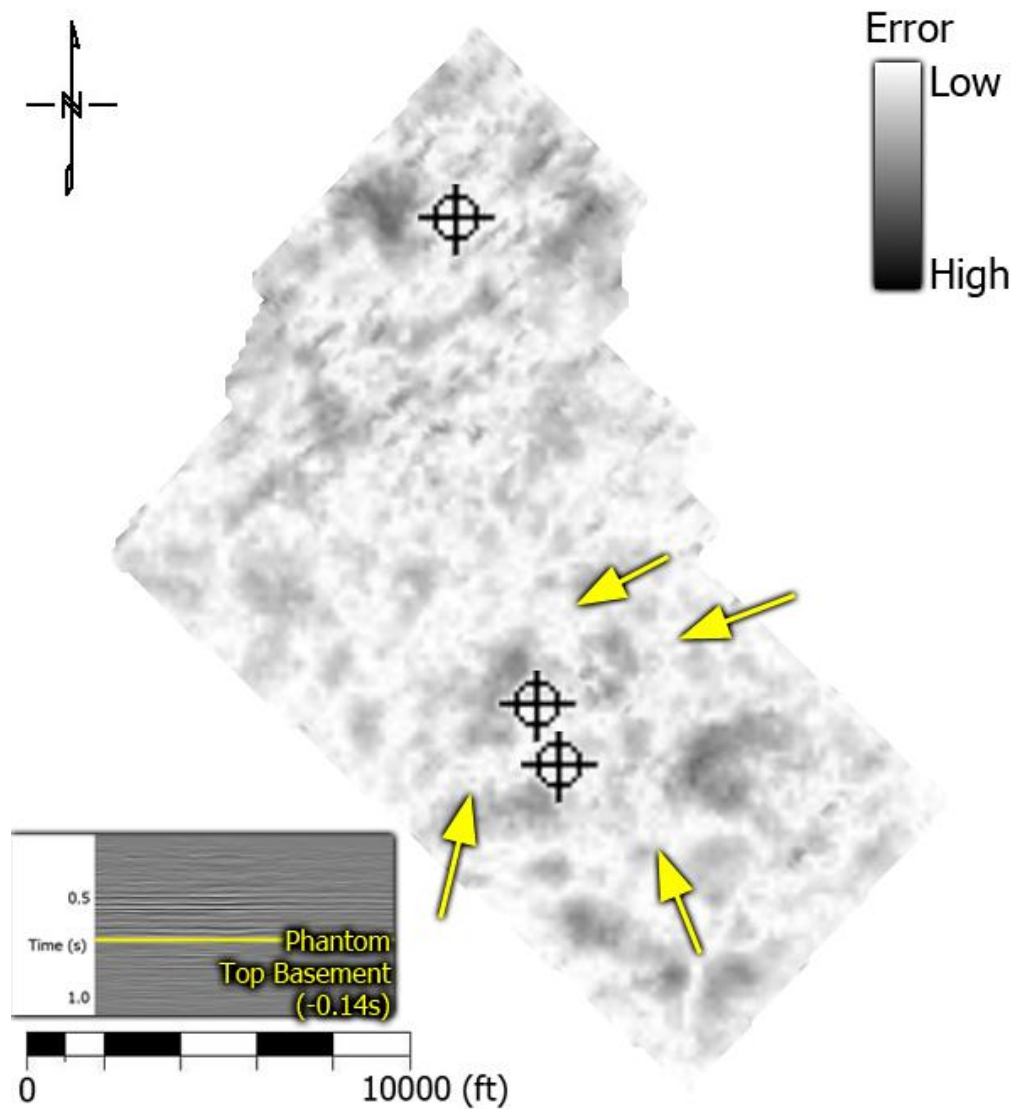 Error
Low
N
High
0.5
Time (s)
Phantom
Top Basement
(-0.14s)
1.0
0
10000 (ft)